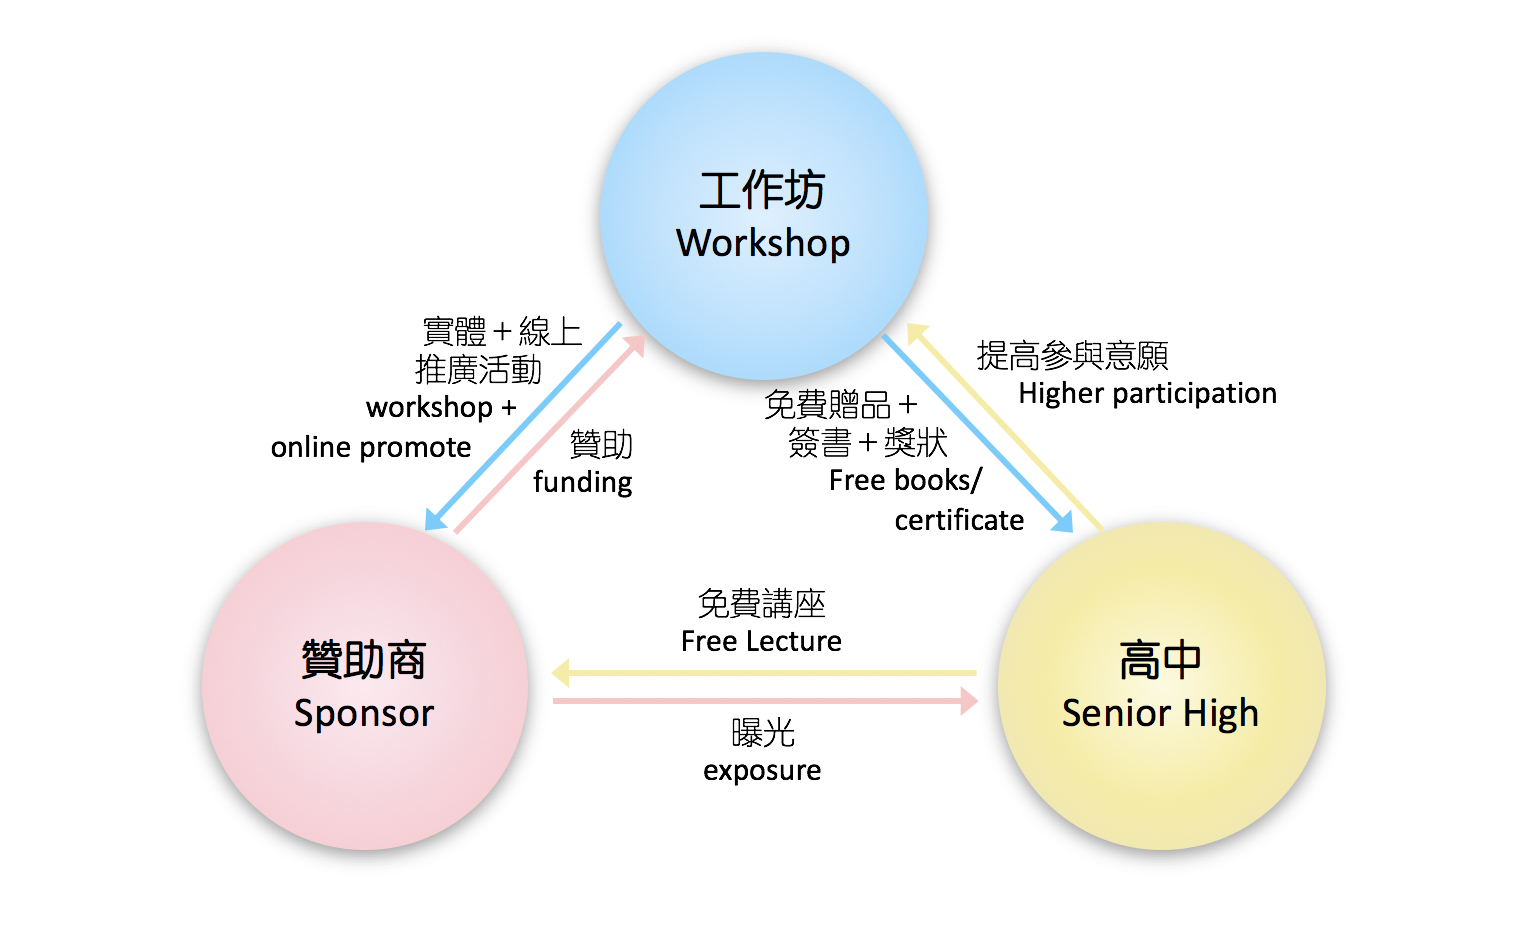 工作坊
Workshop
實體＋線上
推廣活動
workshop +
online promote
贊助
funding
提高參與意願
Higher participation
免費贈品＋
簽書＋獎狀
Free books/
certificate
免費講座
Free Lecture
曝光
exposure
贊助商
Sponsor
高中
Senior High